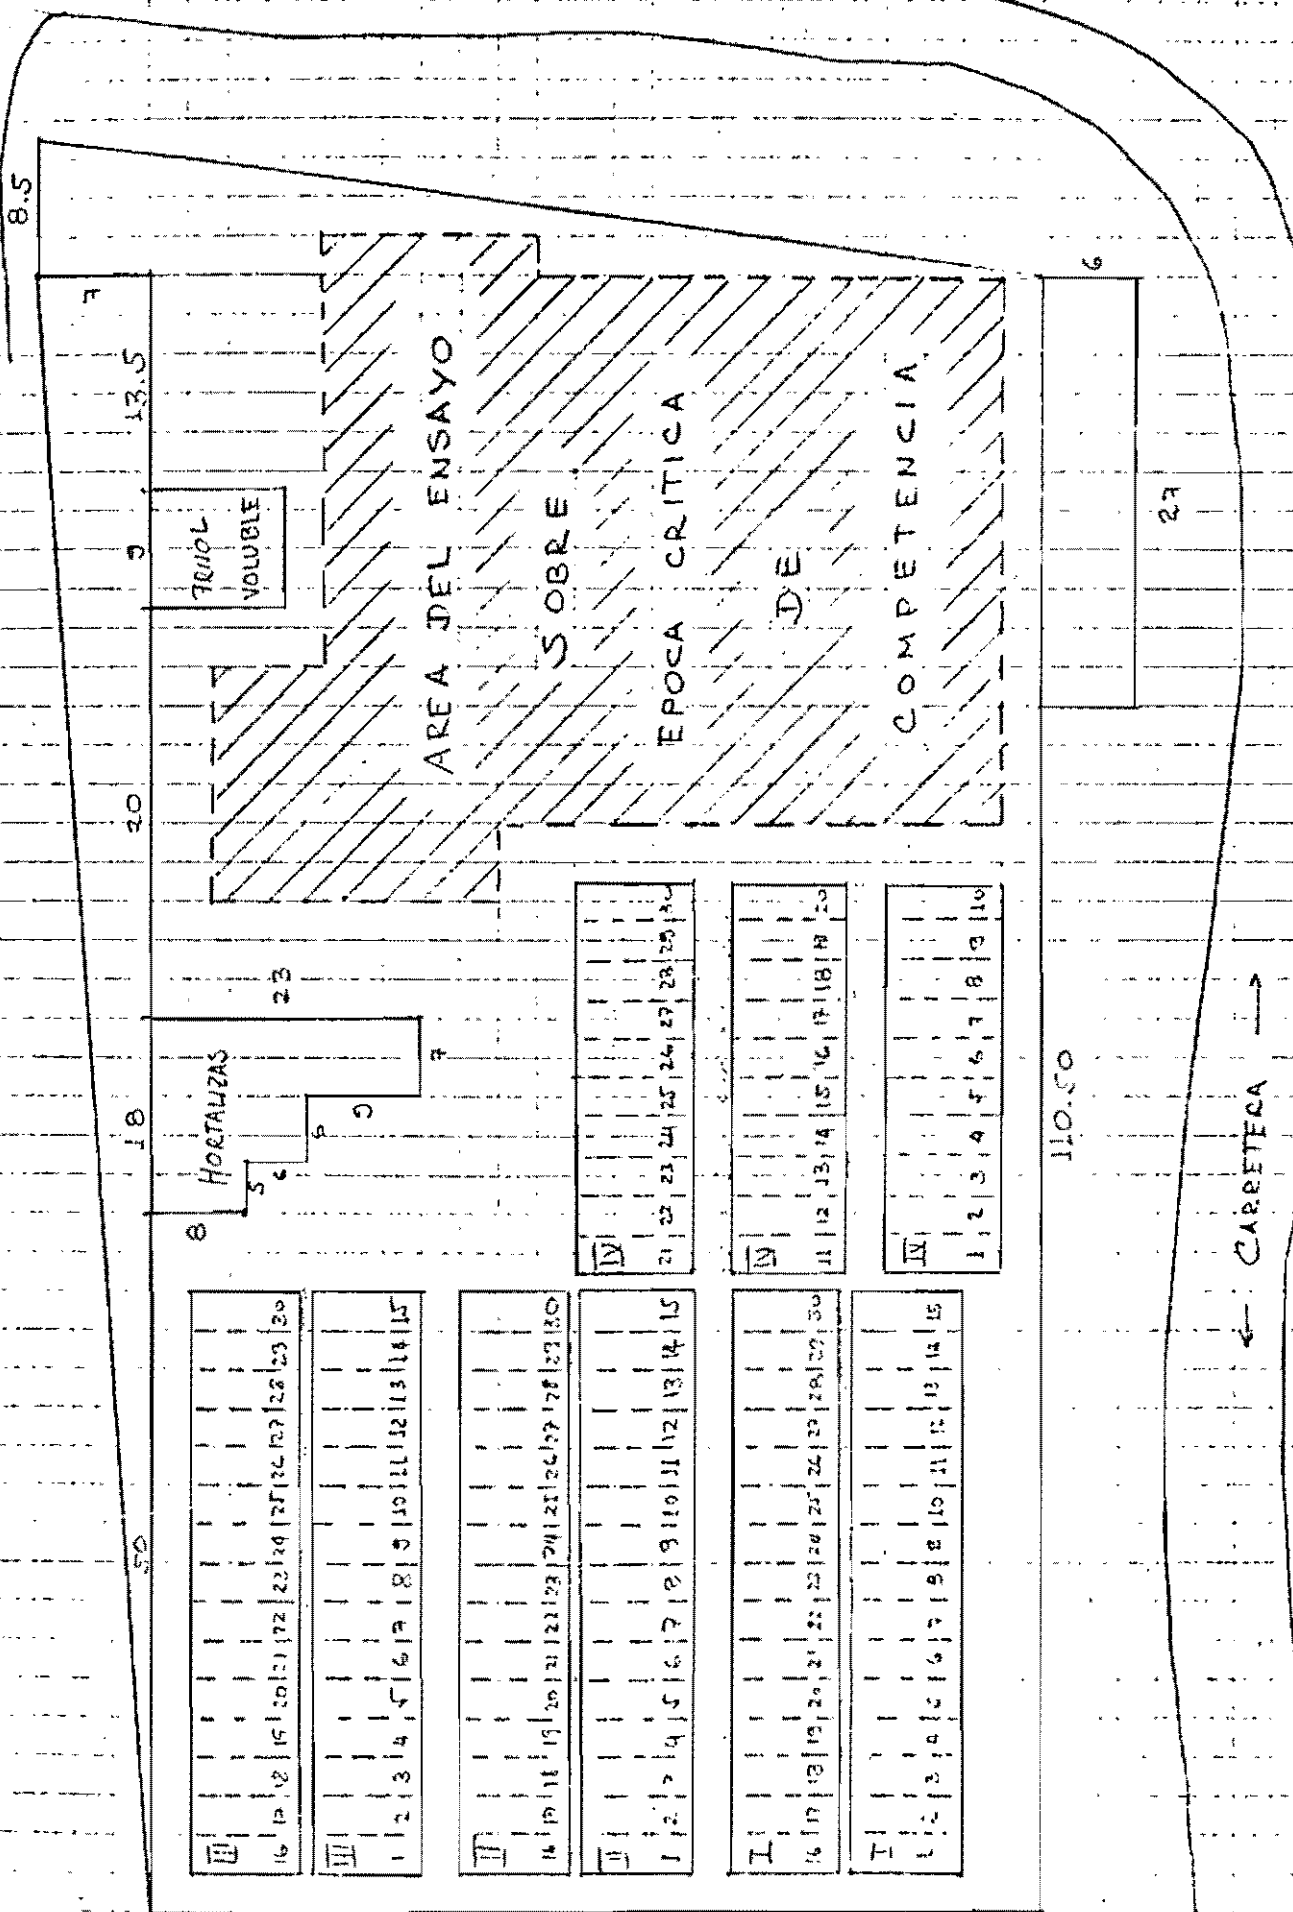 8.5
7
13.5
9
20
18
50
FRIJOL
VOLUBLE
HORTALIZAS
23
7
9
6
5
8
AREA DEL ENSAYO
SOBRE
EPOCA CRITICA
DE
COMPETENCIA
6
27
110.50
← CARRETERA →
III
16 17 18 19 20 21 22 23 24 25 26 27 28 29 30
III
1 2 3 4 5 6 7 8 9 10 11 12 13 14 15
II
16 17 18 19 20 21 22 23 24 25 26 27 28 29 30
II
1 2 3 4 5 6 7 8 9 10 11 12 13 14 15
I
16 17 18 19 20 21 22 23 24 25 26 27 28 29 30
I
1 2 3 4 5 6 7 8 9 10 11 12 13 14 15
IV
21 22 23 24 25 26 27 28 29 30
IV
11 12 13 14 15 16 17 18 19 20
IV
1 2 3 4 5 6 7 8 9 10